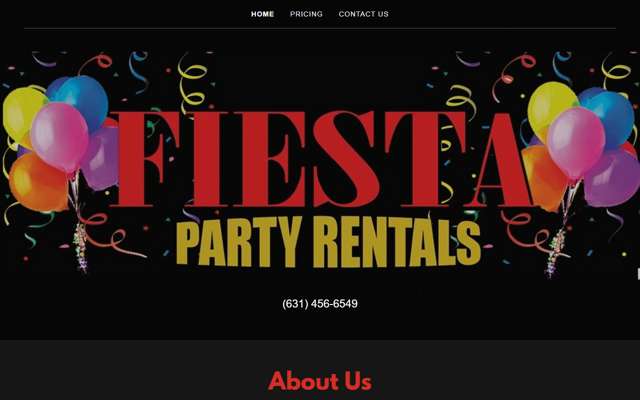 HOME PRICING CONTACT US
FIESTA
PARTY RENTALS
(631) 456-6549
About Us